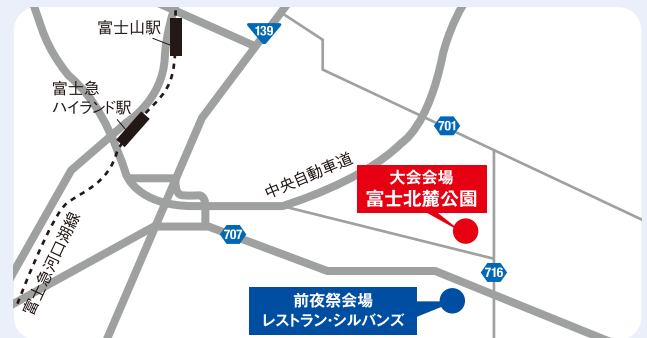 富士山駅
139
富士急
ハイランド駅
701
中央自動車道
大会会場
富士北麓公園
富士急河口湖線
707
716
前夜祭会場
レストラン・シルバンズ